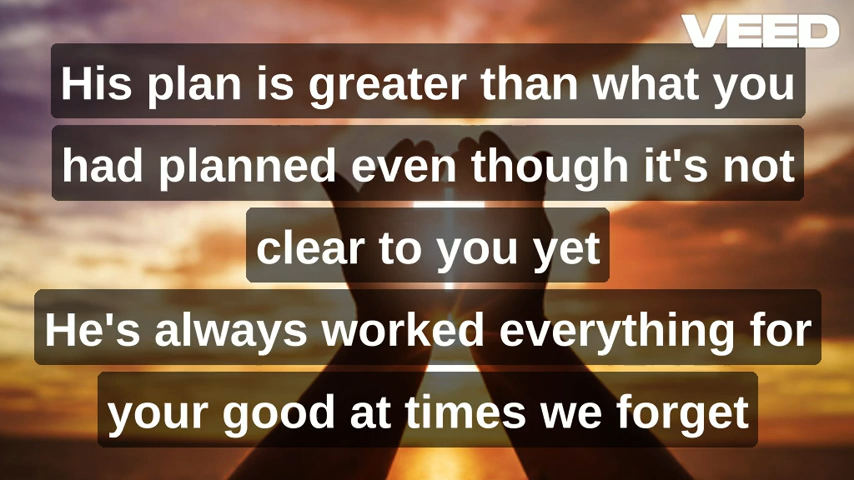 VEED
His plan is greater than what you
had planned even though it's not
clear to you yet
He's always worked everything for
your good at times we forget